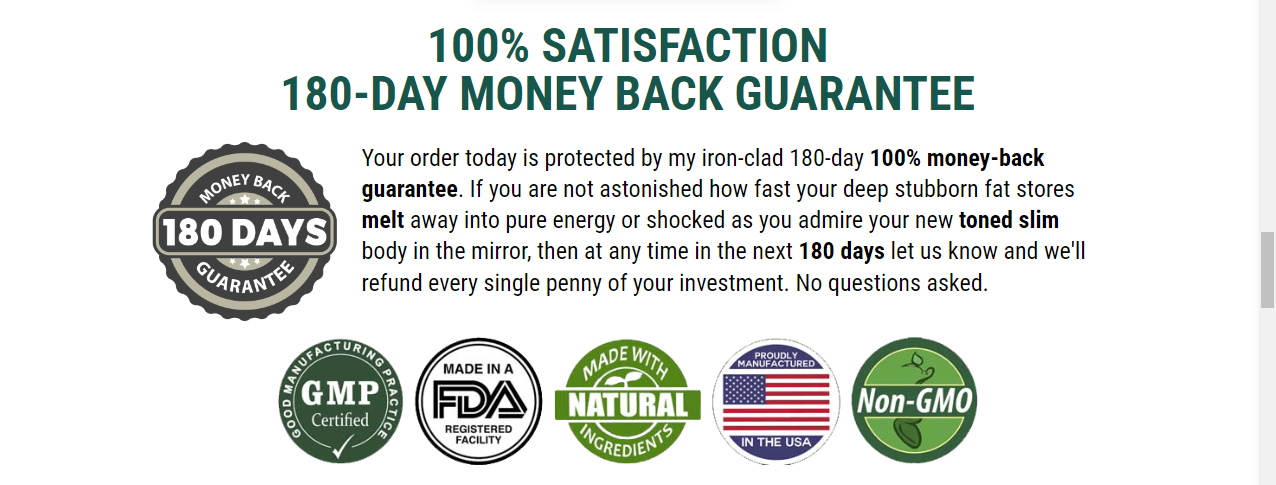 100% SATISFACTION
180-DAY MONEY BACK GUARANTEE
Your order today is protected by my iron-clad 180-day 100% money-back
guarantee. If you are not astonished how fast your deep stubborn fat stores
melt away into pure energy or shocked as you admire your new toned slim
body in the mirror, then at any time in the next 180 days let us know and we'll
refund every single penny of your investment. No questions asked.
MONEY BACK
180 DAYS
GUARANTEE
GOOD MANUFACTURING PRACTICE
GMP
Certified
MADE IN A
FDA
REGISTERED
FACILITY
MADE WITH
NATURAL
INGREDIENTS
PROUDLY
MANUFACTURED
IN THE USA
Non-GMO